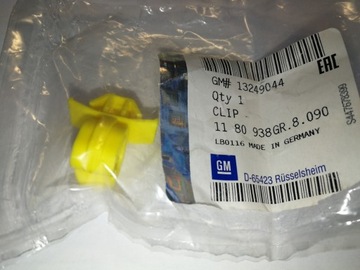 GM# 13249044
Qty 1
CLIP
11 80 938GR.8.090
LB0116 MADE IN GERMANY
GM
D-65423 Rüsselsheim
EAC